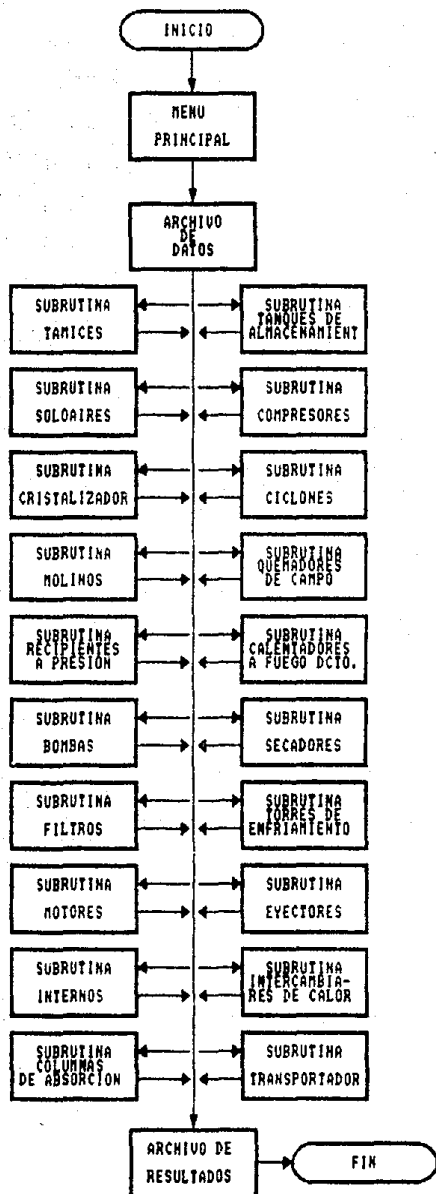 INICIO
MENU
PRINCIPAL
ARCHIVO
DE
DATOS
SUBRUTINA
TAMICES
SUBRUTINA
TANQUES DE
ALMACENAMIENT
SUBRUTINA
SOLOAIRES
SUBRUTINA
COMPRESORES
SUBRUTINA
CRISTALIZADOR
SUBRUTINA
CICLONES
SUBRUTINA
MOLINOS
SUBRUTINA
QUEMADORES
DE CAMPO
SUBRUTINA
RECIPIENTES
A PRESIÓN
SUBRUTINA
CALENTADORES
A FUEGO DCTO.
SUBRUTINA
BOMBAS
SUBRUTINA
SECADORES
SUBRUTINA
FILTROS
SUBRUTINA
TORRES DE
ENFRIAMIENTO
SUBRUTINA
MOTORES
SUBRUTINA
EYECTORES
SUBRUTINA
INTERNOS
SUBRUTINA
INTERCAMBIA-
RES DE CALOR
SUBRUTINA
COLUMNAS
DE ABSORCIÓN
SUBRUTINA
TRANSPORTADOR
ARCHIVO DE
RESULTADOS
FIN